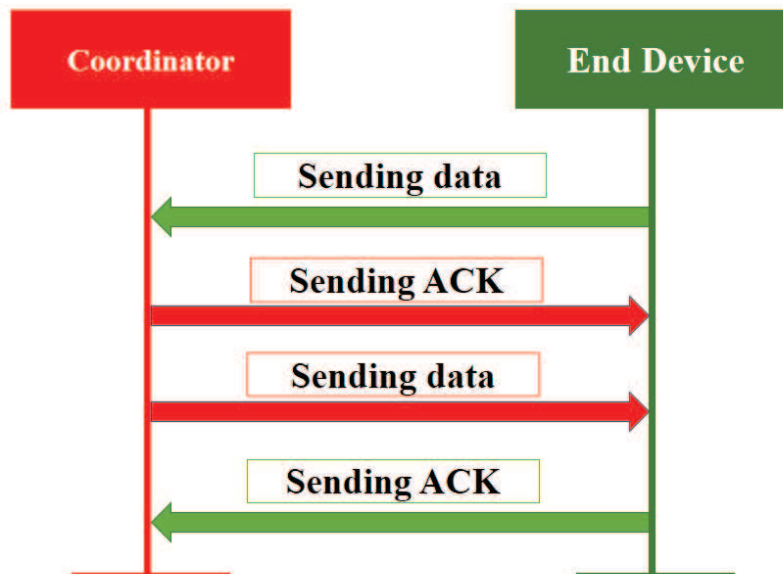 Coordinator
End Device
Sending data
Sending ACK
Sending data
Sending ACK